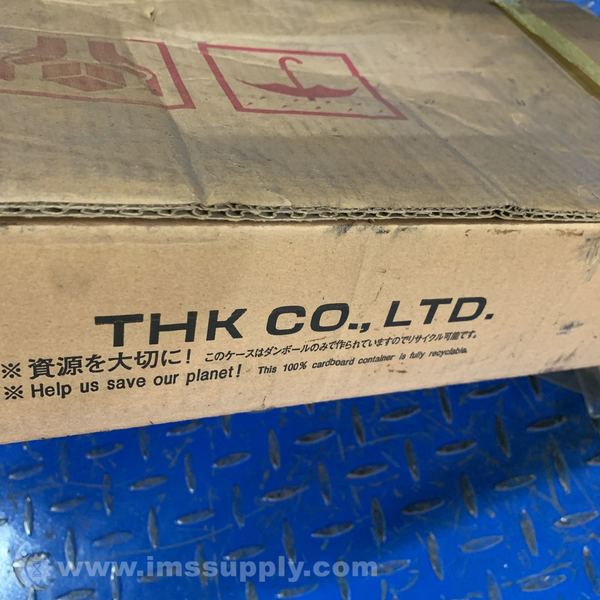 THK CO., LTD.
※ 資源を大切に! このケースはダンボールのみで作られていますのでリサイクル可能です。
※ Help us save our planet! This 100% cardboard container is fully recyclable.
www.imssupply.com